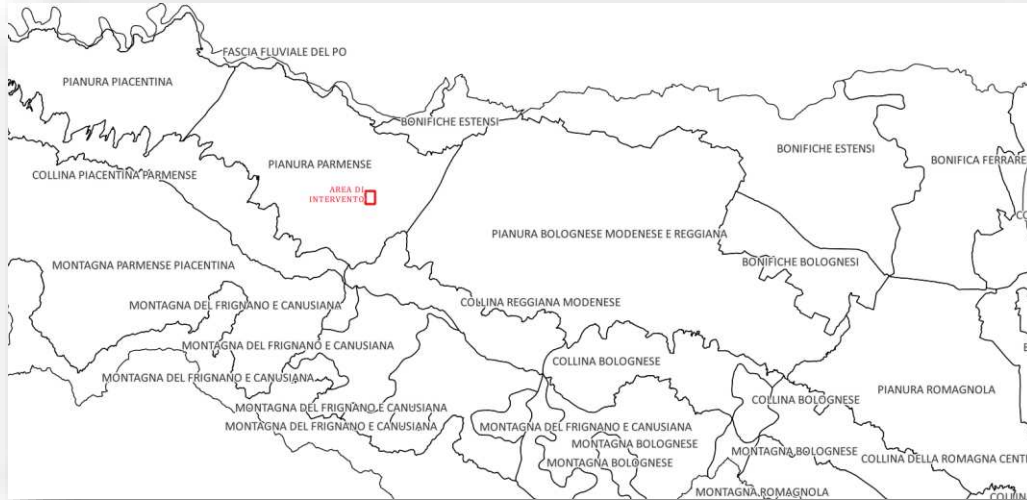 FASCIA FLUVIALE DEL PO
PIANURA PIACENTINA
BONIFICHE ESTENSI
BONIFICHE ESTENSI
BONIFICA FERRARE
PIANURA PARMENSE
COLLINA PIACENTINA PARMENSE
AREA DI
INTERVENTO
PIANURA BOLOGNESE MODENESE E REGGIANA
BONIFICHE BOLOGNESI
MONTAGNA PARMENSE PIACENTINA
MONTAGNA DEL FRIGNANO E CANUSIANA
COLLINA REGGIANA MODENESE
MONTAGNA DEL FRIGNANO E CANUSIANA
COLLINA BOLOGNESE
MONTAGNA DEL FRIGNANO E CANUSIANA
PIANURA ROMAGNOLA
COLLINA BOLOGNESE
MONTAGNA DEL FRIGNANO E CANUSIANA
MONTAGNA DEL FRIGNANO E CANUSIANA
MONTAGNA DEL FRIGNANO E CANUSIANA
MONTAGNA BOLOGNESE
MONTAGNA BOLOGNESE
COLLINA DELLA ROMAGNA CENT
MONTAGNA BOLOGNESE
MONTAGNA ROMAGNOLA